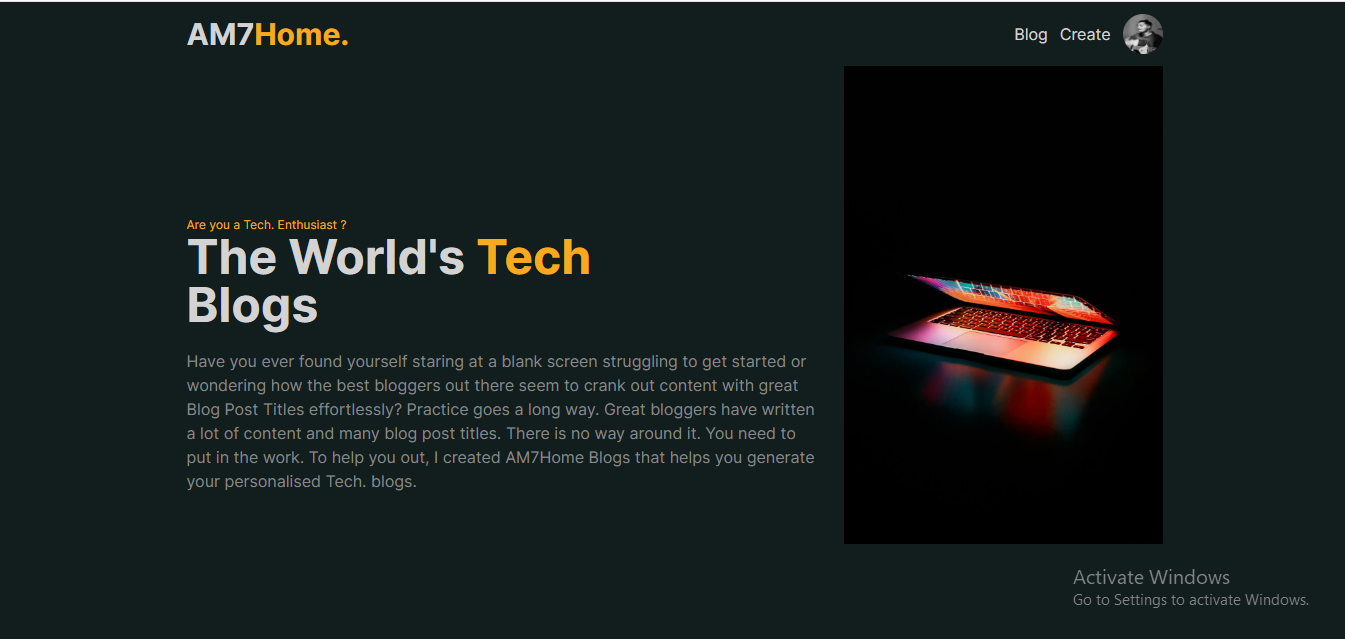 AM7Home.
Blog Create
Are you a Tech. Enthusiast ?
The World's Tech
Blogs
Have you ever found yourself staring at a blank screen struggling to get started or
wondering how the best bloggers out there seem to crank out content with great
Blog Post Titles effortlessly? Practice goes a long way. Great bloggers have written
a lot of content and many blog post titles. There is no way around it. You need to
put in the work. To help you out, I created AM7Home Blogs that helps you generate
your personalised Tech. blogs.
Activate Windows
Go to Settings to activate Windows.